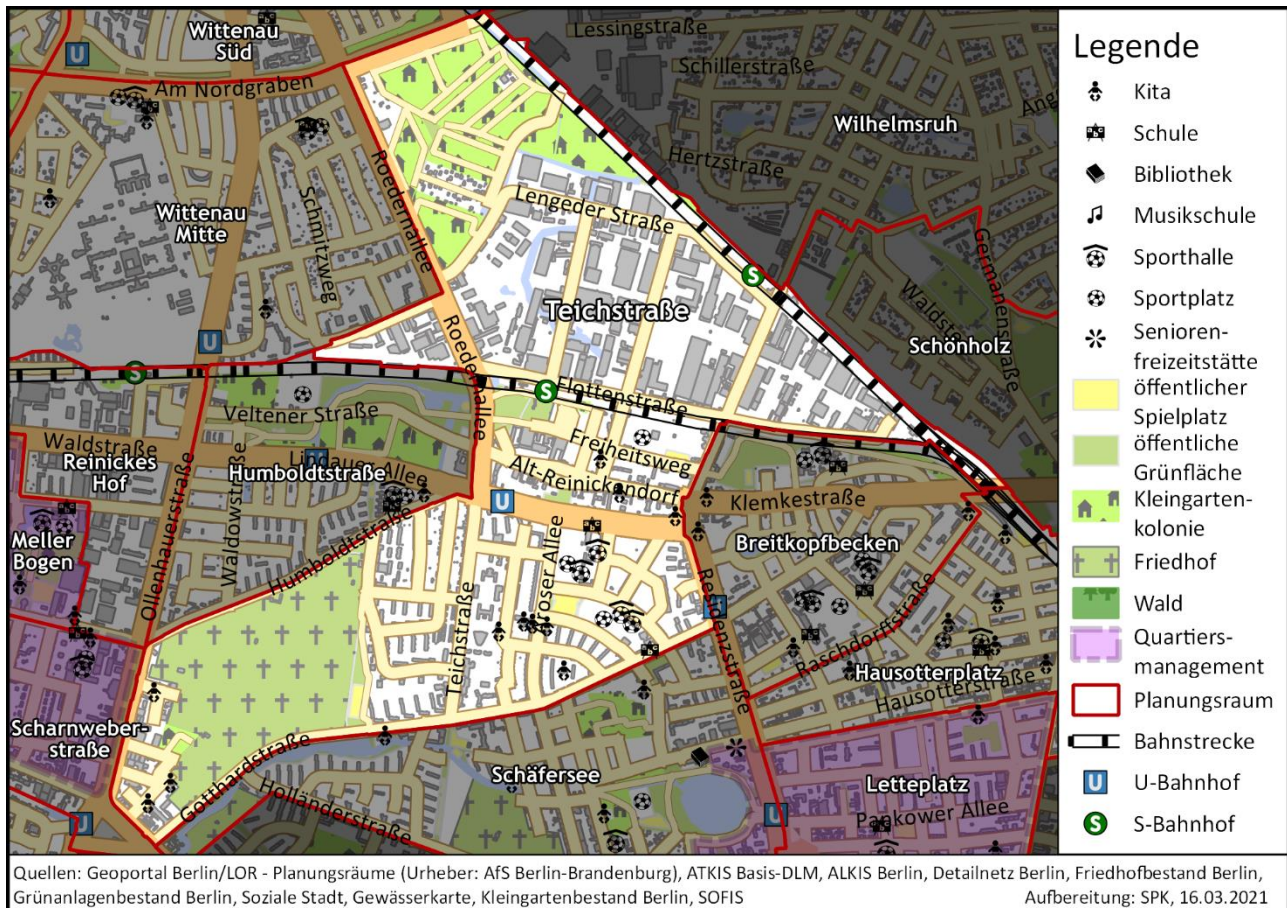 Wittenau
Süd
Am Nordgraben
Lessingstraße
Schillerstraße
Wilhelmsruh
Hertzstraße
Wittenau
Mitte
Schmitzweg
Roedernallee
Lengeder Straße
Germanenstraße
Teichstraße
Schönholz
Roedernallee
Flottenstraße
Veltener Straße
Waldstraße
Reinickes
Hof
Humboldtstraße
Freiheitsweg
Alt-Reinickendorf
Klemkestraße
Meller
Bogen
Ollenhauerstraße
Waldowstraße
Humboldtstraße
Breitkopfbecken
Teichstraße
Residenzstraße
Raschdorffstraße
Hausotterplatz
Hausotterstraße
Scharnweber-
straße
Gotthardstraße
Holländerstraße
Schäfersee
Letteplatz
Pankower Allee
U
U
U
U
U
U
S
S
S
Legende
Kita
Schule
Bibliothek
Musikschule
Sporthalle
Sportplatz
Senioren-
freizeitstätte
öffentlicher
Spielplatz
öffentliche
Grünfläche
Kleingarten-
kolonie
Friedhof
Wald
Quartiers-
management
Planungsraum
Bahnstrecke
U U-Bahnhof
S S-Bahnhof
Quellen: Geoportal Berlin/LOR - Planungsräume (Urheber: AfS Berlin-Brandenburg), ATKIS Basis-DLM, ALKIS Berlin, Detailnetz Berlin, Friedhofbestand Berlin,
Grünanlagenbestand Berlin, Soziale Stadt, Gewässerkarte, Kleingartenbestand Berlin, SOFIS
Aufbereitung: SPK, 16.03.2021